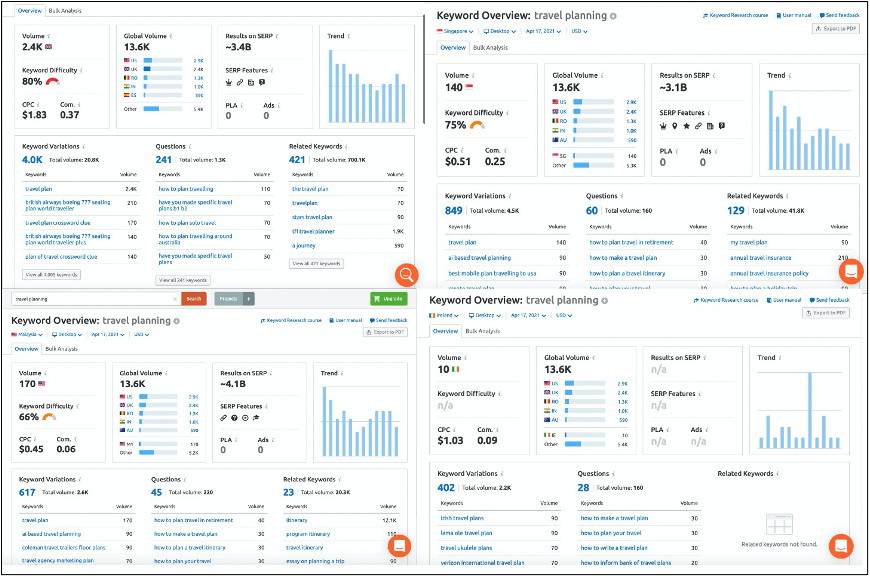 Overview Bulk Analysis
Volume i
2.4K
Keyword Difficulty i
80%
CPC i Com. i
$1.83 0.37
Global Volume i
13.6K
US 2.9K
UK 2.4K
RO 1.3K
IN 1.0K
ES 590
Other 5.4K
Results on SERP i
~3.4B
SERP Features i
PLA i Ads i
0 0
Trend i
Keyword Variations i
4.0K Total volume: 20.8K
Keywords Volume
travel plan 2.4K
british airways boeing 777 seating 210
plan world traveller
travel plan crossword clue 170
british airways boeing 777 seating 140
plan world traveller plus
plan of travel crossword clue 140
View all 4,005 keywords
Questions i
241 Total volume: 1.3K
Keywords Volume
how to plan travelling 110
have you made specific travel 70
plans b1 b2
how to plan solo travel 70
how to plan travelling around 70
australia
have you made specific travel 50
plans
View all 241 keywords
Related Keywords i
421 Total volume: 700.1K
Keywords Volume
the travel plan 70
travelplan 70
stars travel plan 90
tfl travel planner 1.9K
a journey 590
View all 421 keywords
Keyword Overview: travel planning
Keyword Research course User manual Send feedback
Singapore Desktop Apr 17, 2021 USD
Export to PDF
Overview Bulk Analysis
Volume i
140
Keyword Difficulty i
75%
CPC i Com. i
$0.51 0.25
Global Volume i
13.6K
US 2.9K
UK 2.4K
RO 1.3K
IN 1.0K
AU 590
SG 140
Other 5.3K
Results on SERP i
~3.1B
SERP Features i
PLA i Ads i
0 0
Trend i
Keyword Variations i
849 Total volume: 4.5K
Keywords Volume
travel plan 140
ai based travel planning 90
best mobile plan travelling to usa 90
Questions i
60 Total volume: 160
Keywords Volume
how to plan travel in retirement 40
how to make a travel plan 30
how to plan a travel itinerary 30
Related Keywords i
129 Total volume: 41.8K
Keywords Volume
my travel plan 90
annual travel insurance 210
annual travel insurance policy
travel planning Search Projects + Upgrade
Keyword Overview: travel planning
Keyword Research course User manual Send feedback
Malaysia Desktop Apr 17, 2021 USD
Export to PDF
Overview Bulk Analysis
Volume i
170
Keyword Difficulty i
66%
CPC i Com. i
$0.45 0.06
Global Volume i
13.6K
US 2.9K
UK 2.4K
RO 1.3K
IN 1.0K
AU 590
MY 170
Other 5.2K
Results on SERP i
~4.1B
SERP Features i
PLA i Ads i
0 0
Trend i
Keyword Variations i
617 Total volume: 2.6K
Keywords Volume
travel plan 170
ai based travel planning 90
coleman travel trailers floor plans 90
travel agency marketing plan 70
Questions i
45 Total volume: 220
Keywords Volume
how to plan travel in retirement 40
how to make a travel plan 30
how to plan a travel itinerary 30
how to plan your travel 30
Related Keywords i
23 Total volume: 20.3K
Keywords Volume
itinerary 12.1K
program itinerary
travel itinerary
essay on planning a trip
Keyword Overview: travel planning
Keyword Research course User manual Send feedback
Ireland Desktop Apr 17, 2021 USD
Export to PDF
Overview Bulk Analysis
Volume i
10
Keyword Difficulty i
n/a
CPC i Com. i
$1.03 0.09
Global Volume i
13.6K
US 2.9K
UK 2.4K
RO 1.3K
IN 1.0K
AU 590
IE 10
Other 5.4K
Results on SERP i
n/a
SERP Features i
n/a
PLA i Ads i
n/a n/a
Trend i
Keyword Variations i
402 Total volume: 2.2K
Keywords Volume
irish travel plans 90
lama ole travel plan 90
travel ukulele plans 70
verizon international travel plan 50
Questions i
28 Total volume: 160
Keywords Volume
how to make a travel plan 30
how to plan your travel 30
how to write a travel plan 30
how to inform bank of travel plans 20
Related Keywords i
Related keywords not found.